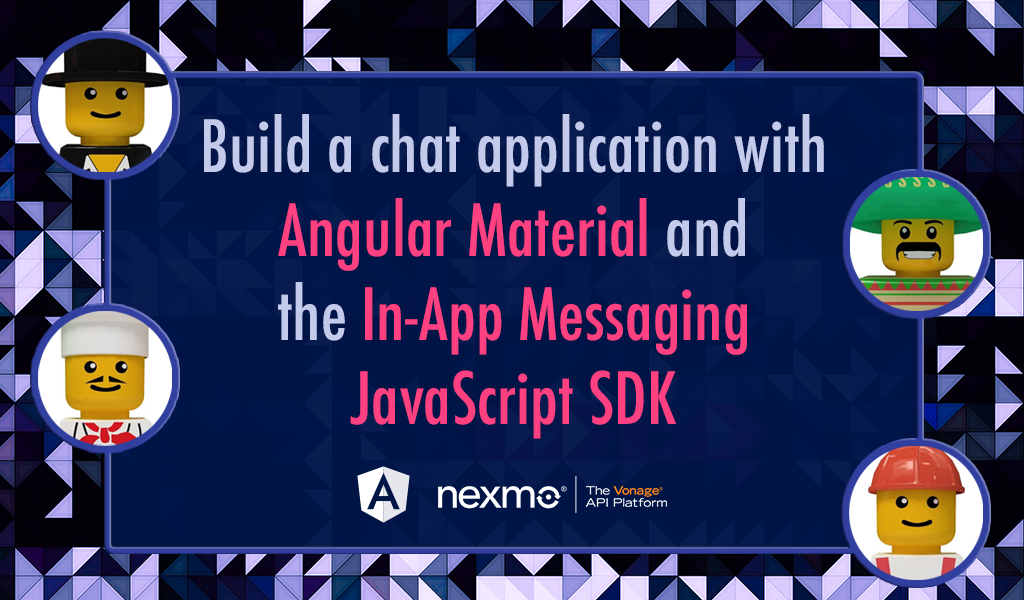 Build a chat application with
Angular Material and
the In-App Messaging
JavaScript SDK
A
nexmo® | The Vonage®
API Platform